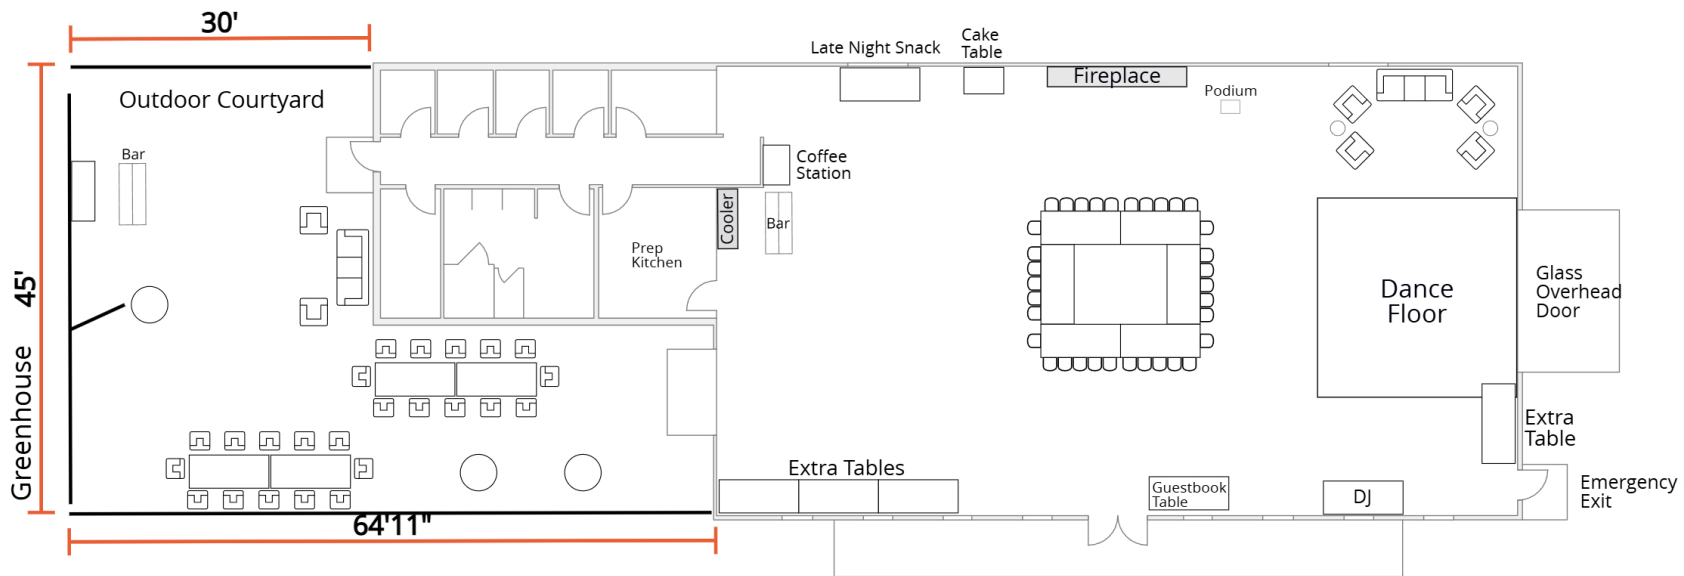 30'
Outdoor Courtyard
Bar
45'
Greenhouse
64'11"
Late Night Snack
Cake
Table
Fireplace
Podium
Coffee
Station
Cooler
Bar
Prep
Kitchen
Dance
Floor
Glass
Overhead
Door
Extra
Table
Extra Tables
Guestbook
Table
DJ
Emergency
Exit